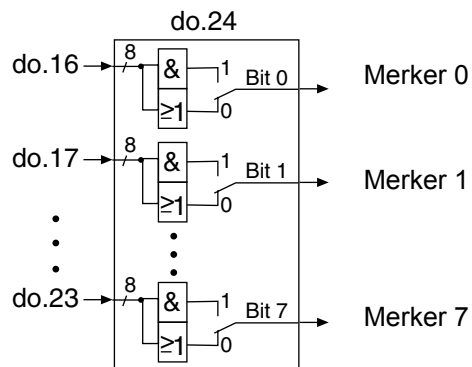 do.24
do.16 8 & 1 Bit 0 Merker 0
≥1 0
do.17 8 & 1 Bit 1 Merker 1
≥1 0
do.23 8 & 1 Bit 7 Merker 7
≥1 0